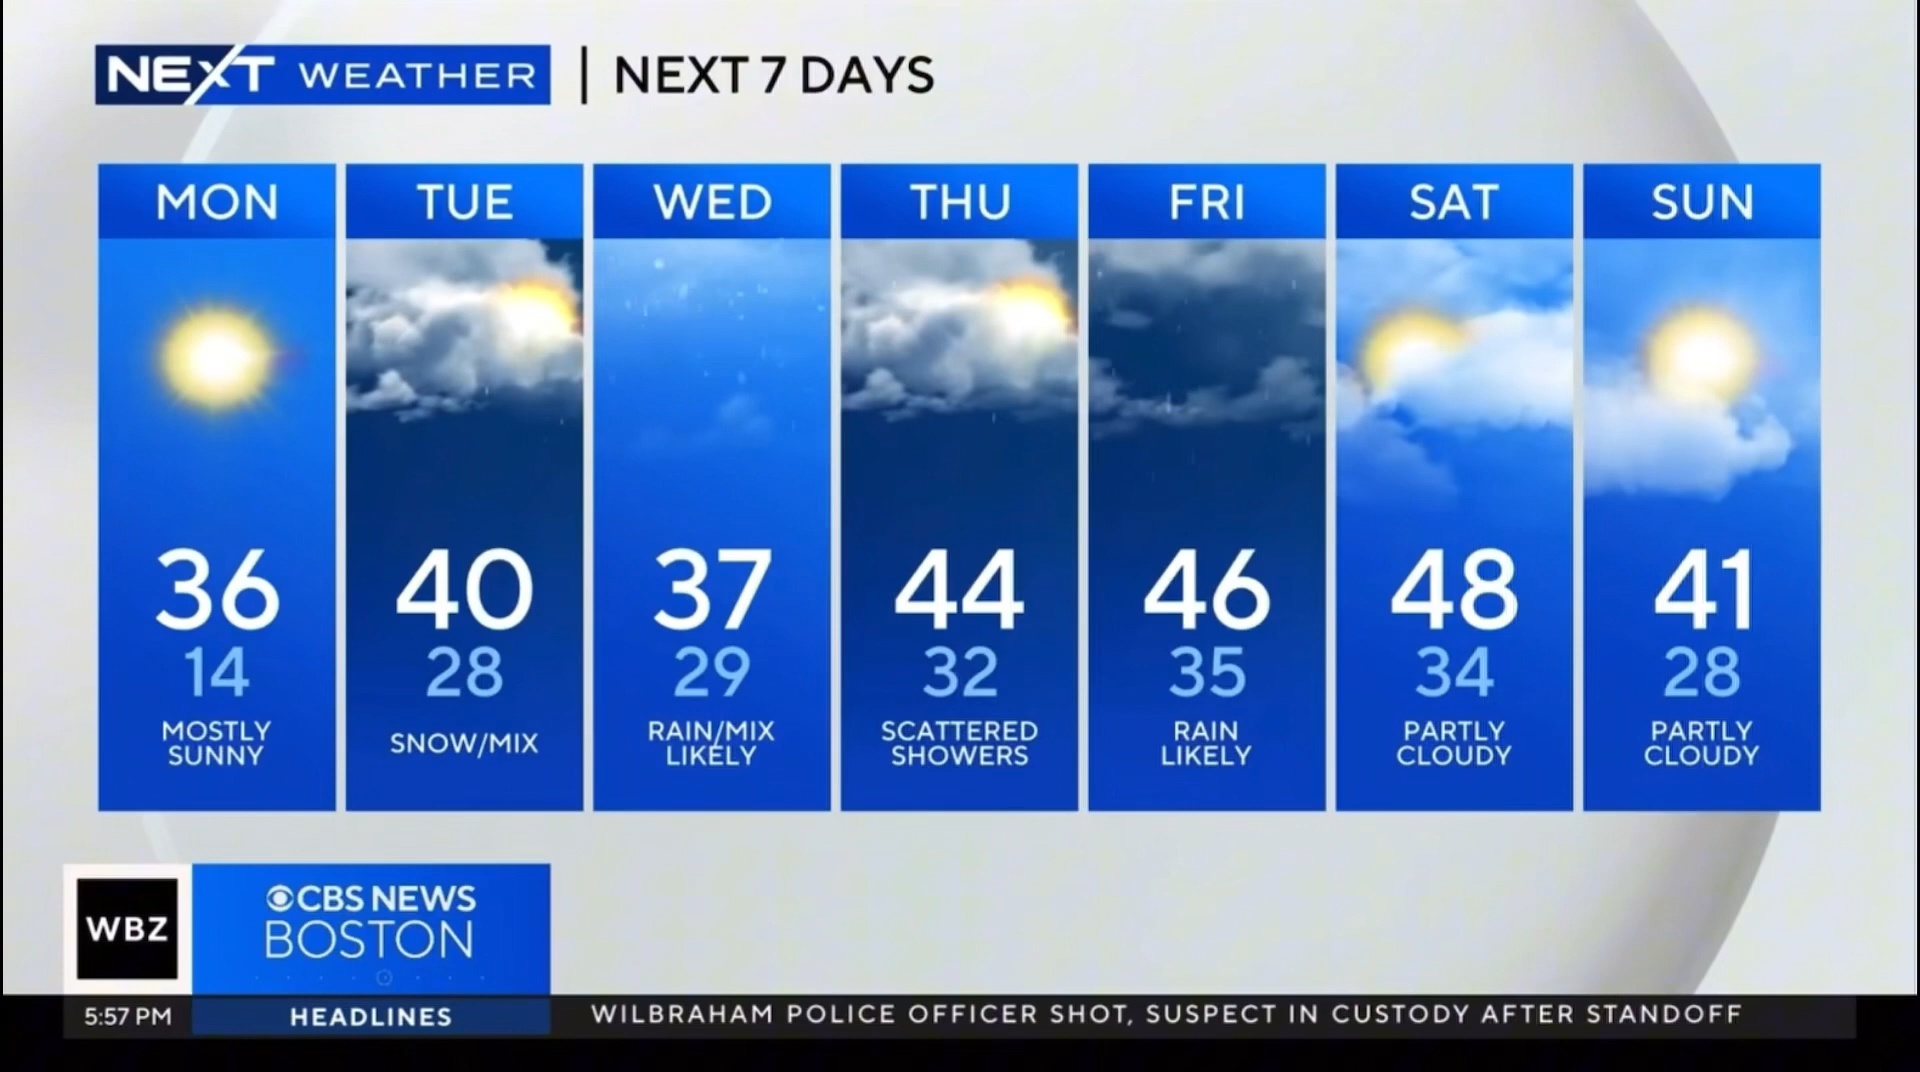 NEXT WEATHER | NEXT 7 DAYS
MON TUE WED THU FRI SAT SUN
36 40 37 44 46 48 41
14 28 29 32 35 34 28
MOSTLY SUNNY
SNOW/MIX
RAIN/MIX LIKELY
SCATTERED SHOWERS
RAIN LIKELY
PARTLY CLOUDY
PARTLY CLOUDY
WBZ
CBS NEWS
BOSTON
5:57 PM HEADLINES WILBRAHAM POLICE OFFICER SHOT, SUSPECT IN CUSTODY AFTER STANDOFF